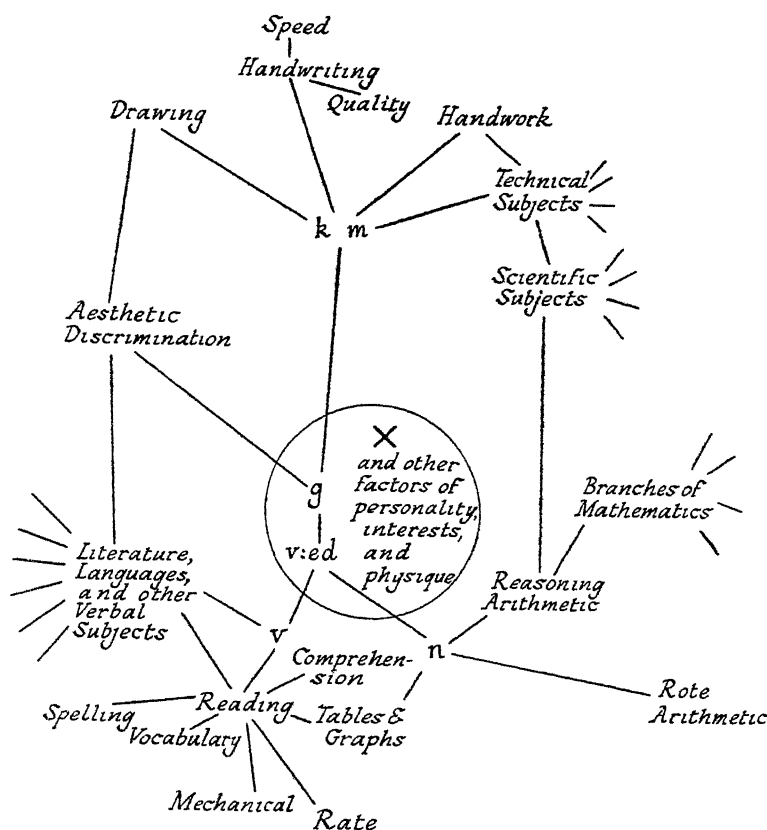 Speed
Handwriting
Quality
Drawing
Handwork
Technical
Subjects
k m
Scientific
Subjects
Aesthetic
Discrimination
X
and other
factors of
personality,
interests,
and
physique
g
v:ed
Branches of
Mathematics
Literature,
Languages,
and other
Verbal
Subjects
Reasoning
Arithmetic
v
n
Comprehen-
sion
Reading
Spelling
Vocabulary
Tables &
Graphs
Rote
Arithmetic
Mechanical
Rate